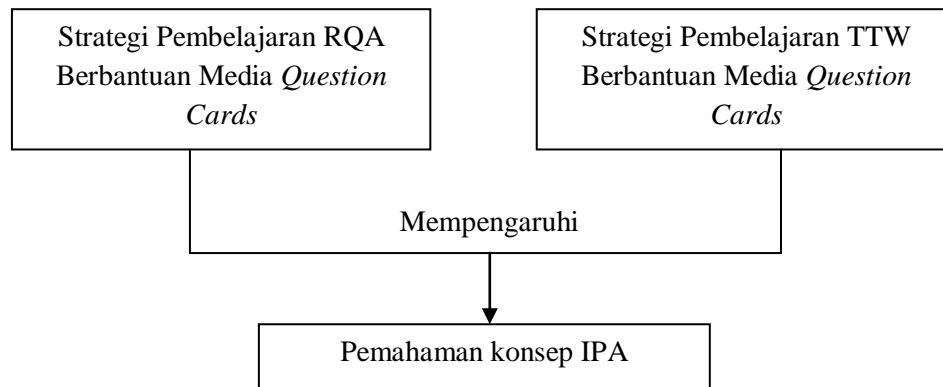 Strategi Pembelajaran RQA
Berbantuan Media Question
Cards
Strategi Pembelajaran TTW
Berbantuan Media Question
Cards
Mempengaruhi
Pemahaman konsep IPA